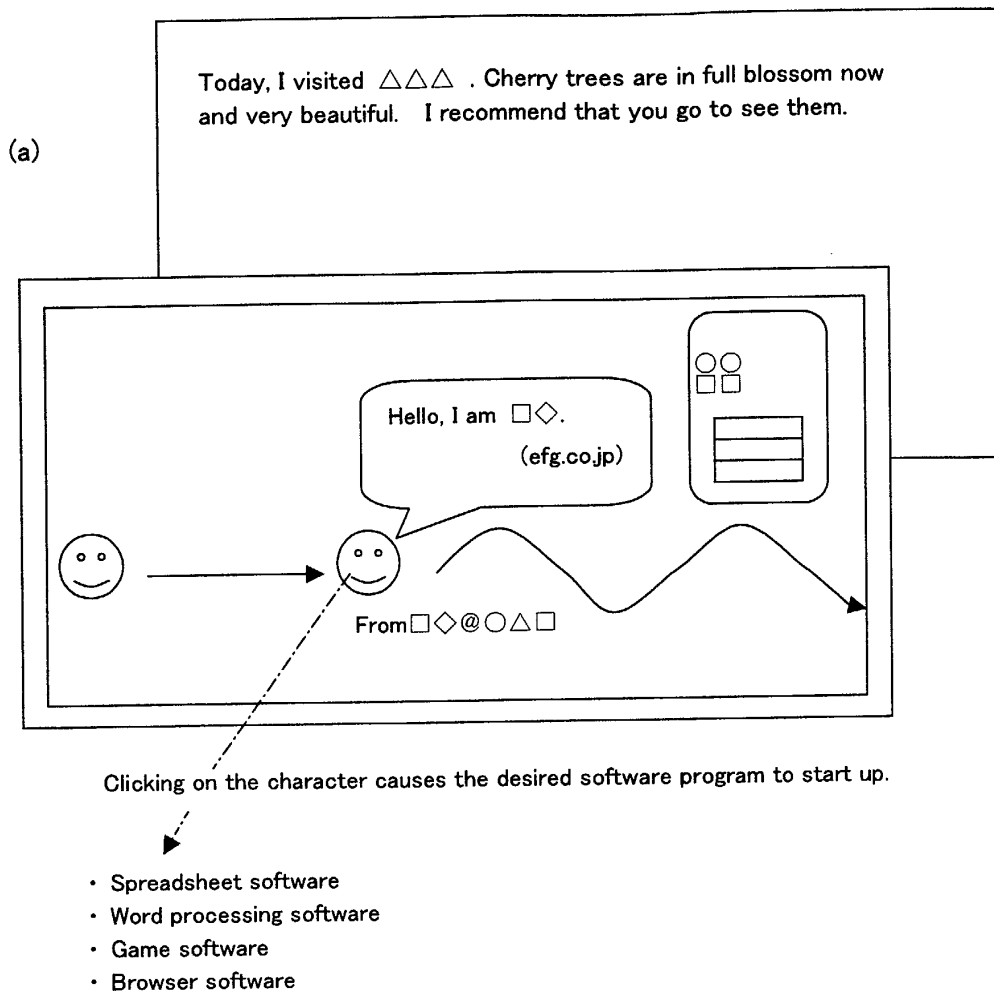 Today, I visited △△△ . Cherry trees are in full blossom now
and very beautiful. I recommend that you go to see them.
(a)
Hello, I am □◇.
(efg.co.jp)
○○
□□
From□◇@○△□
Clicking on the character causes the desired software program to start up.
・ Spreadsheet software
・ Word processing software
・ Game software
・ Browser software